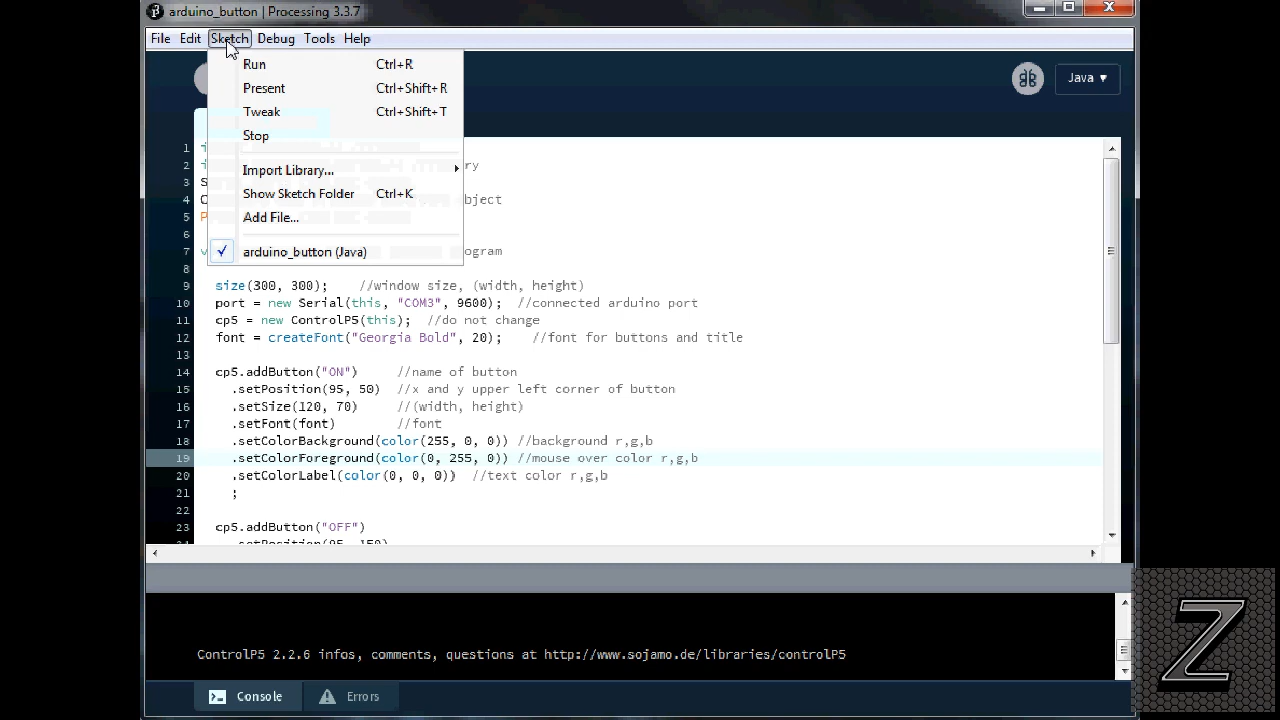 arduino_button | Processing 3.3.7
File Edit Sketch Debug Tools Help
Run Ctrl+R
Present Ctrl+Shift+R
Java ▾
Tweak Ctrl+Shift+T
Stop
1 i
Import Library...
2 i ry
3 S
Show Sketch Folder Ctrl+K
4 C bject
Add File...
5 P
6
arduino_button (Java)
7 v ogram
8
9 size(300, 300); //window size, (width, height)
10 port = new Serial(this, "COM3", 9600); //connected arduino port
11 cp5 = new ControlP5(this); //do not change
12 font = createFont("Georgia Bold", 20); //font for buttons and title
13
14 cp5.addButton("ON") //name of button
15 .setPosition(95, 50) //x and y upper left corner of button
16 .setSize(120, 70) //(width, height)
17 .setFont(font) //font
18 .setColorBackground(color(255, 0, 0)) //background r,g,b
19 .setColorForeground(color(0, 255, 0)) //mouse over color r,g,b
20 .setColorLabel(color(0, 0, 0)) //text color r,g,b
21 ;
22
23 cp5.addButton("OFF")
.setPosition(95, 150)
ControlP5 2.2.6 infos, comments, questions at http://www.sojamo.de/libraries/controlP5
Console Errors
Z